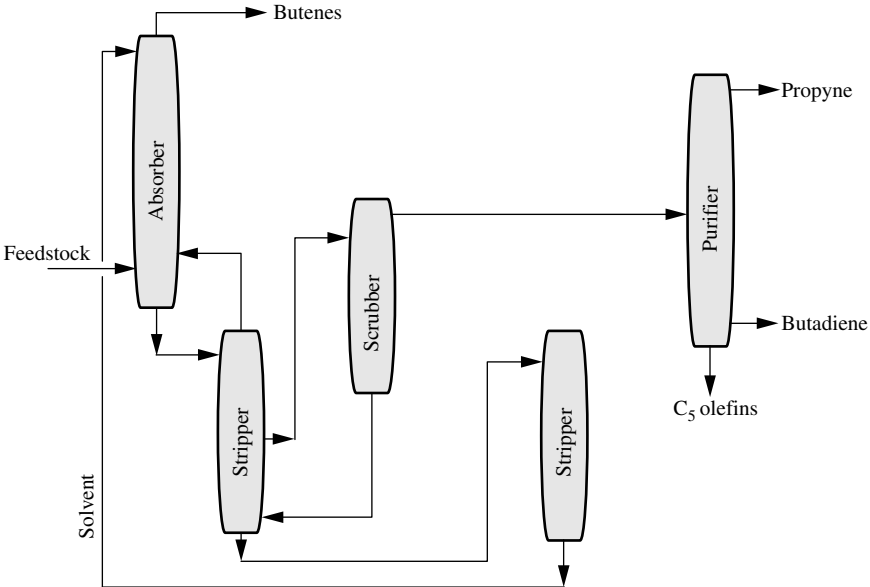 Butenes
Propyne
Absorber
Purifier
Feedstock
Scrubber
Butadiene
C5 olefins
Stripper
Stripper
Solvent